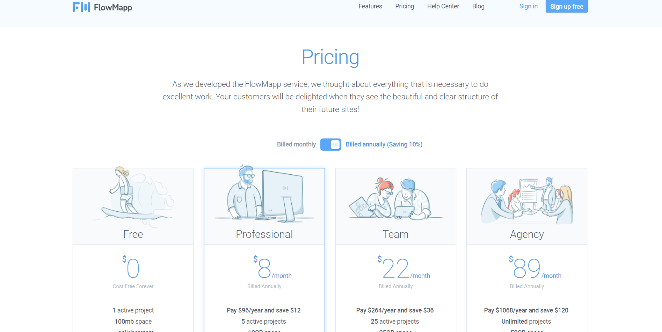 FlowMapp
Features Pricing Help Center Blog Sign in Sign up free
Pricing
As we developed the FlowMapp service, we thought about everything that is necessary to do
excellent work. Your customers will be delighted when they see the beautiful and clear structure of
their future sites!
Billed monthly Billed annually (Saving 10%)
Free Professional Team Agency
$0 $8/month $22/month $89/month
Cost Free Forever Billed Annually Billed Annually Billed Annually
1 active project Pay $96/year and save $12 Pay $264/year and save $36 Pay $1068/year and save $120
100mb space 5 active projects 25 active projects Unlimited projects